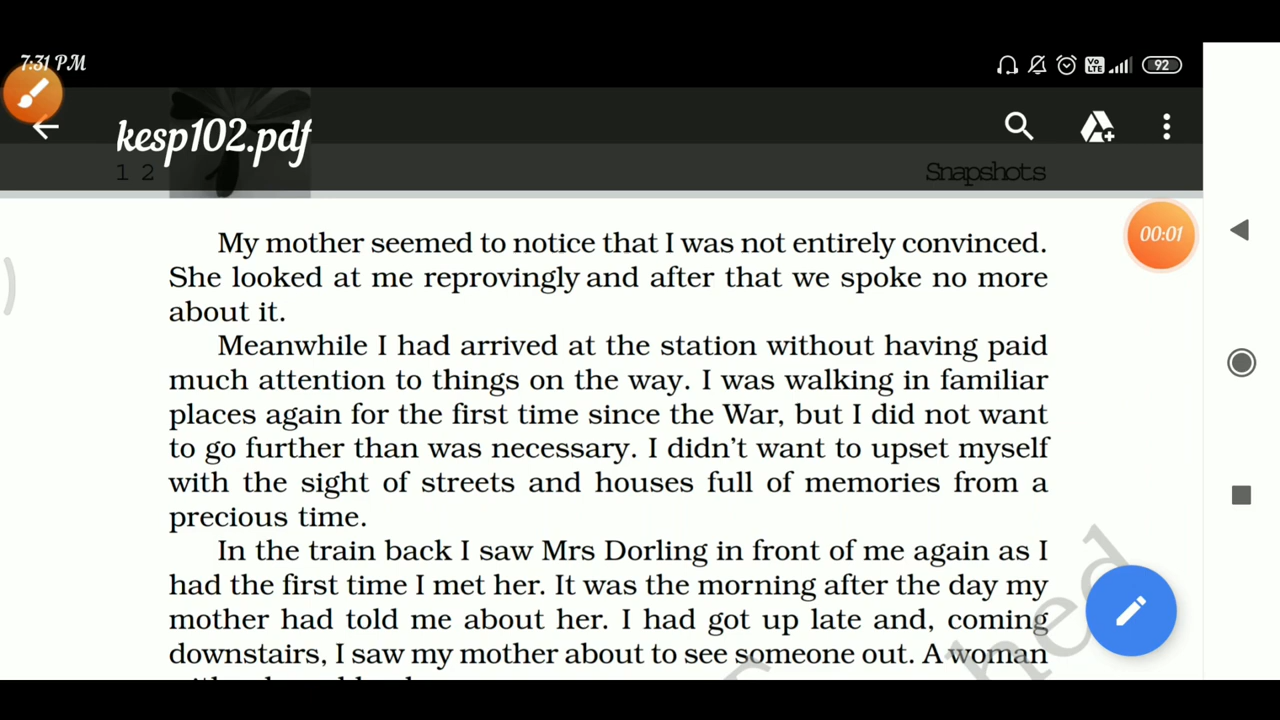 7:31 PM
Vo LTE 92
kesp102.pdf
12 Snapshots
00:01
My mother seemed to notice that I was not entirely convinced.
She looked at me reprovingly and after that we spoke no more
about it.
Meanwhile I had arrived at the station without having paid
much attention to things on the way. I was walking in familiar
places again for the first time since the War, but I did not want
to go further than was necessary. I didn't want to upset myself
with the sight of streets and houses full of memories from a
precious time.
In the train back I saw Mrs Dorling in front of me again as I
had the first time I met her. It was the morning after the day my
mother had told me about her. I had got up late and, coming
downstairs, I saw my mother about to see someone out. A woman